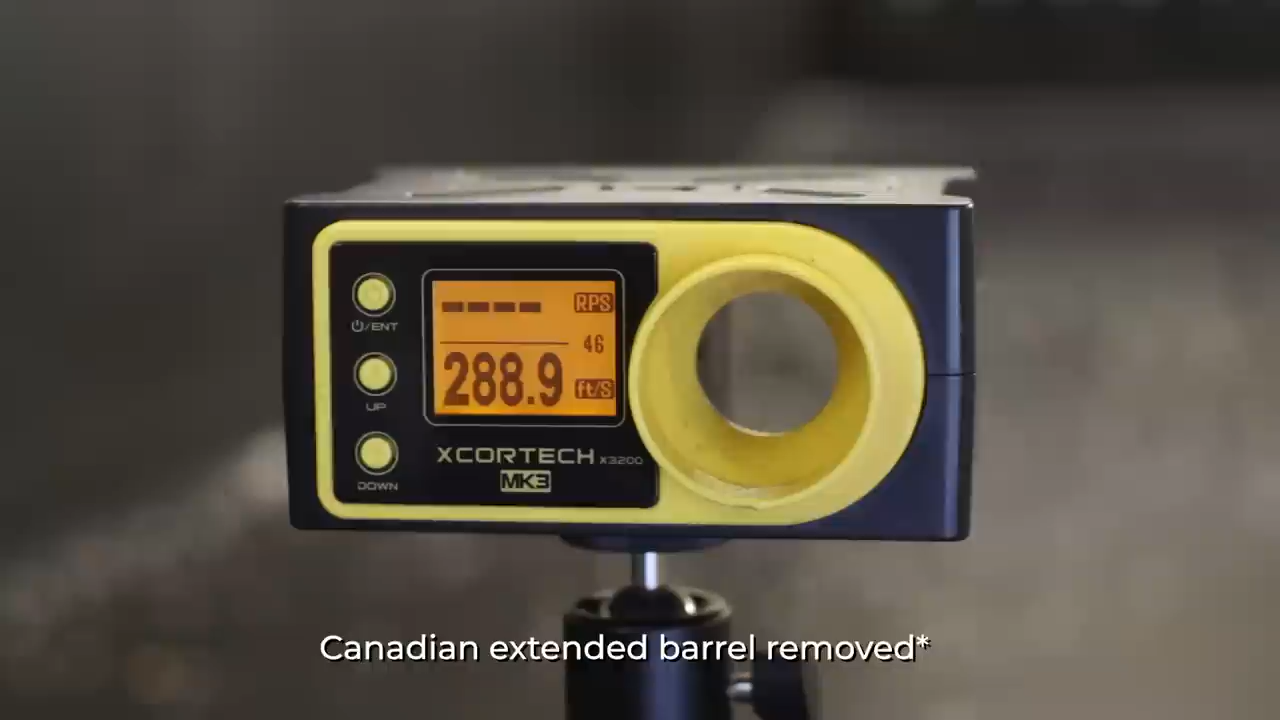 ---- RPS
46
288.9 ft/S
⏻/ENT
UP
DOWN
XCORTECH X3200
MK3
Canadian extended barrel removed*